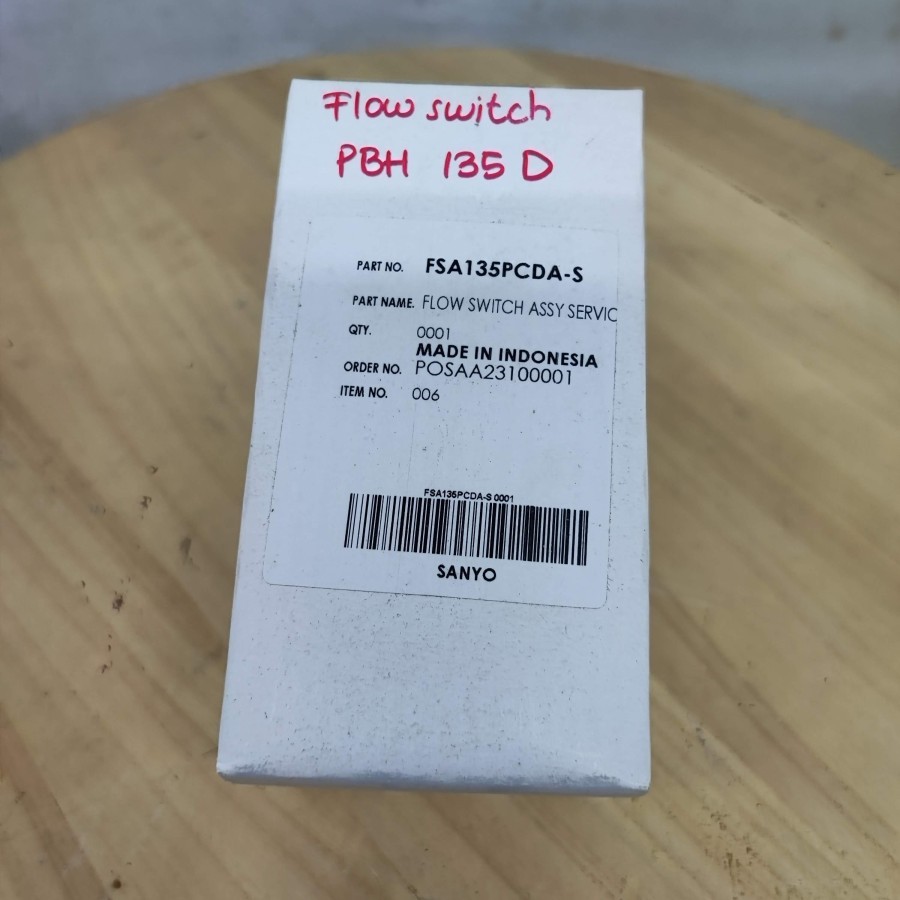 Flow switch
PBH 135 D
PART NO. FSA135PCDA-S
PART NAME. FLOW SWITCH ASSY SERVIC
QTY. 0001
MADE IN INDONESIA
ORDER NO. POSAA23100001
ITEM NO. 006
FSA135PCDA-S 0001
SANYO